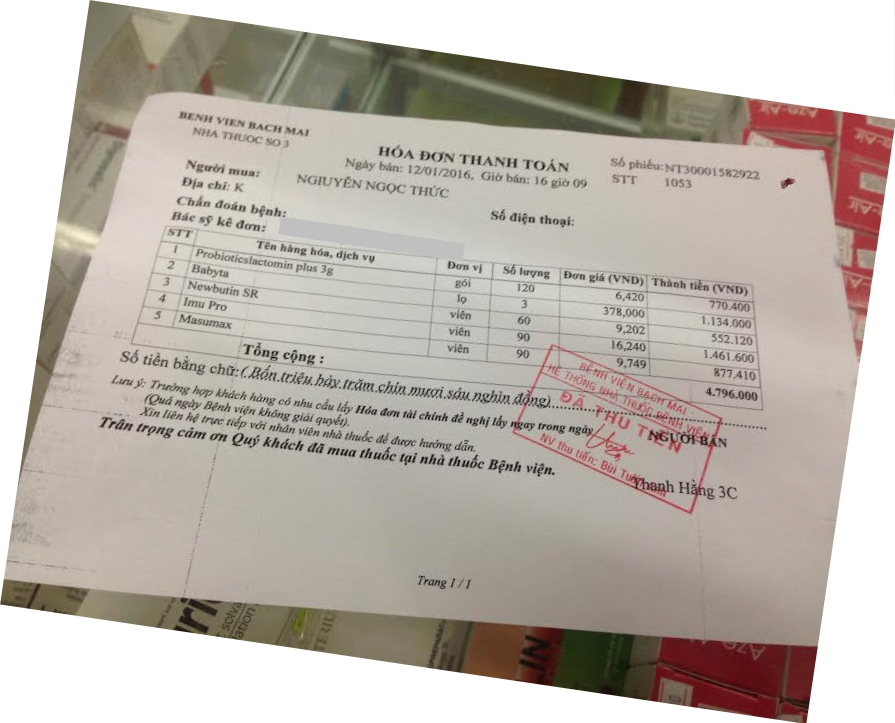 BENH VIEN BACH MAI
NHA THUOC SO 3
HÓA ĐƠN THANH TOÁN
Ngày bán: 12/01/2016, Giờ bán: 16 giờ 09
Số phiếu: NT30001582922
STT 1053
Người mua: NGIUYÊN NGỌC THỨC
Địa chỉ: K
Chẩn đoán bệnh: Số điện thoại:
Bác sỹ kê đơn:
STT Tên hàng hóa, dịch vụ Đơn vị Số lượng Đơn giá (VND) Thành tiền (VND)
1 Probioticslactomin plus 3g gói 120 6,420 770.400
2 Babyta lọ 3 378,000 1.134.000
3 Newbutin SR viên 60 9,202 552.120
4 Imu Pro viên 90 16,240 1.461.600
5 Masumax viên 90 9,749 877.410
Tổng cộng : 4.796.000
Số tiền bằng chữ: ( Bốn triệu bảy trăm chín mươi sáu nghìn đồng)
Lưu ý: Trường hợp khách hàng có nhu cầu lấy Hóa đơn tài chính đề nghị lấy ngay trong ngày
(Quá ngày Bệnh viện không giải quyết).
Xin liên hệ trực tiếp với nhân viên nhà thuốc để được hướng dẫn.
Trân trọng cảm ơn Quý khách đã mua thuốc tại nhà thuốc Bệnh viện.
BỆNH VIỆN BẠCH MAI
HỆ THỐNG NHÀ THUỐC BỆNH VIỆN
ĐÃ THU TIỀN
NV thu tiền: Bùi
NGƯỜI BÁN
Thanh Hằng 3C
Trang 1 / 1